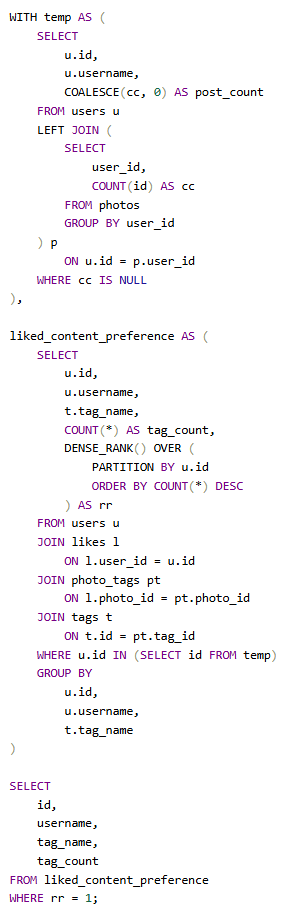 WITH temp AS (
    SELECT
        u.id,
        u.username,
        COALESCE(cc, 0) AS post_count
    FROM users u
    LEFT JOIN (
        SELECT
            user_id,
            COUNT(id) AS cc
        FROM photos
        GROUP BY user_id
    ) p
        ON u.id = p.user_id
    WHERE cc IS NULL
),

liked_content_preference AS (
    SELECT
        u.id,
        u.username,
        t.tag_name,
        COUNT(*) AS tag_count,
        DENSE_RANK() OVER (
            PARTITION BY u.id
            ORDER BY COUNT(*) DESC
        ) AS rr
    FROM users u
    JOIN likes l
        ON l.user_id = u.id
    JOIN photo_tags pt
        ON l.photo_id = pt.photo_id
    JOIN tags t
        ON t.id = pt.tag_id
    WHERE u.id IN (SELECT id FROM temp)
    GROUP BY
        u.id,
        u.username,
        t.tag_name
)

SELECT
    id,
    username,
    tag_name,
    tag_count
FROM liked_content_preference
WHERE rr = 1;